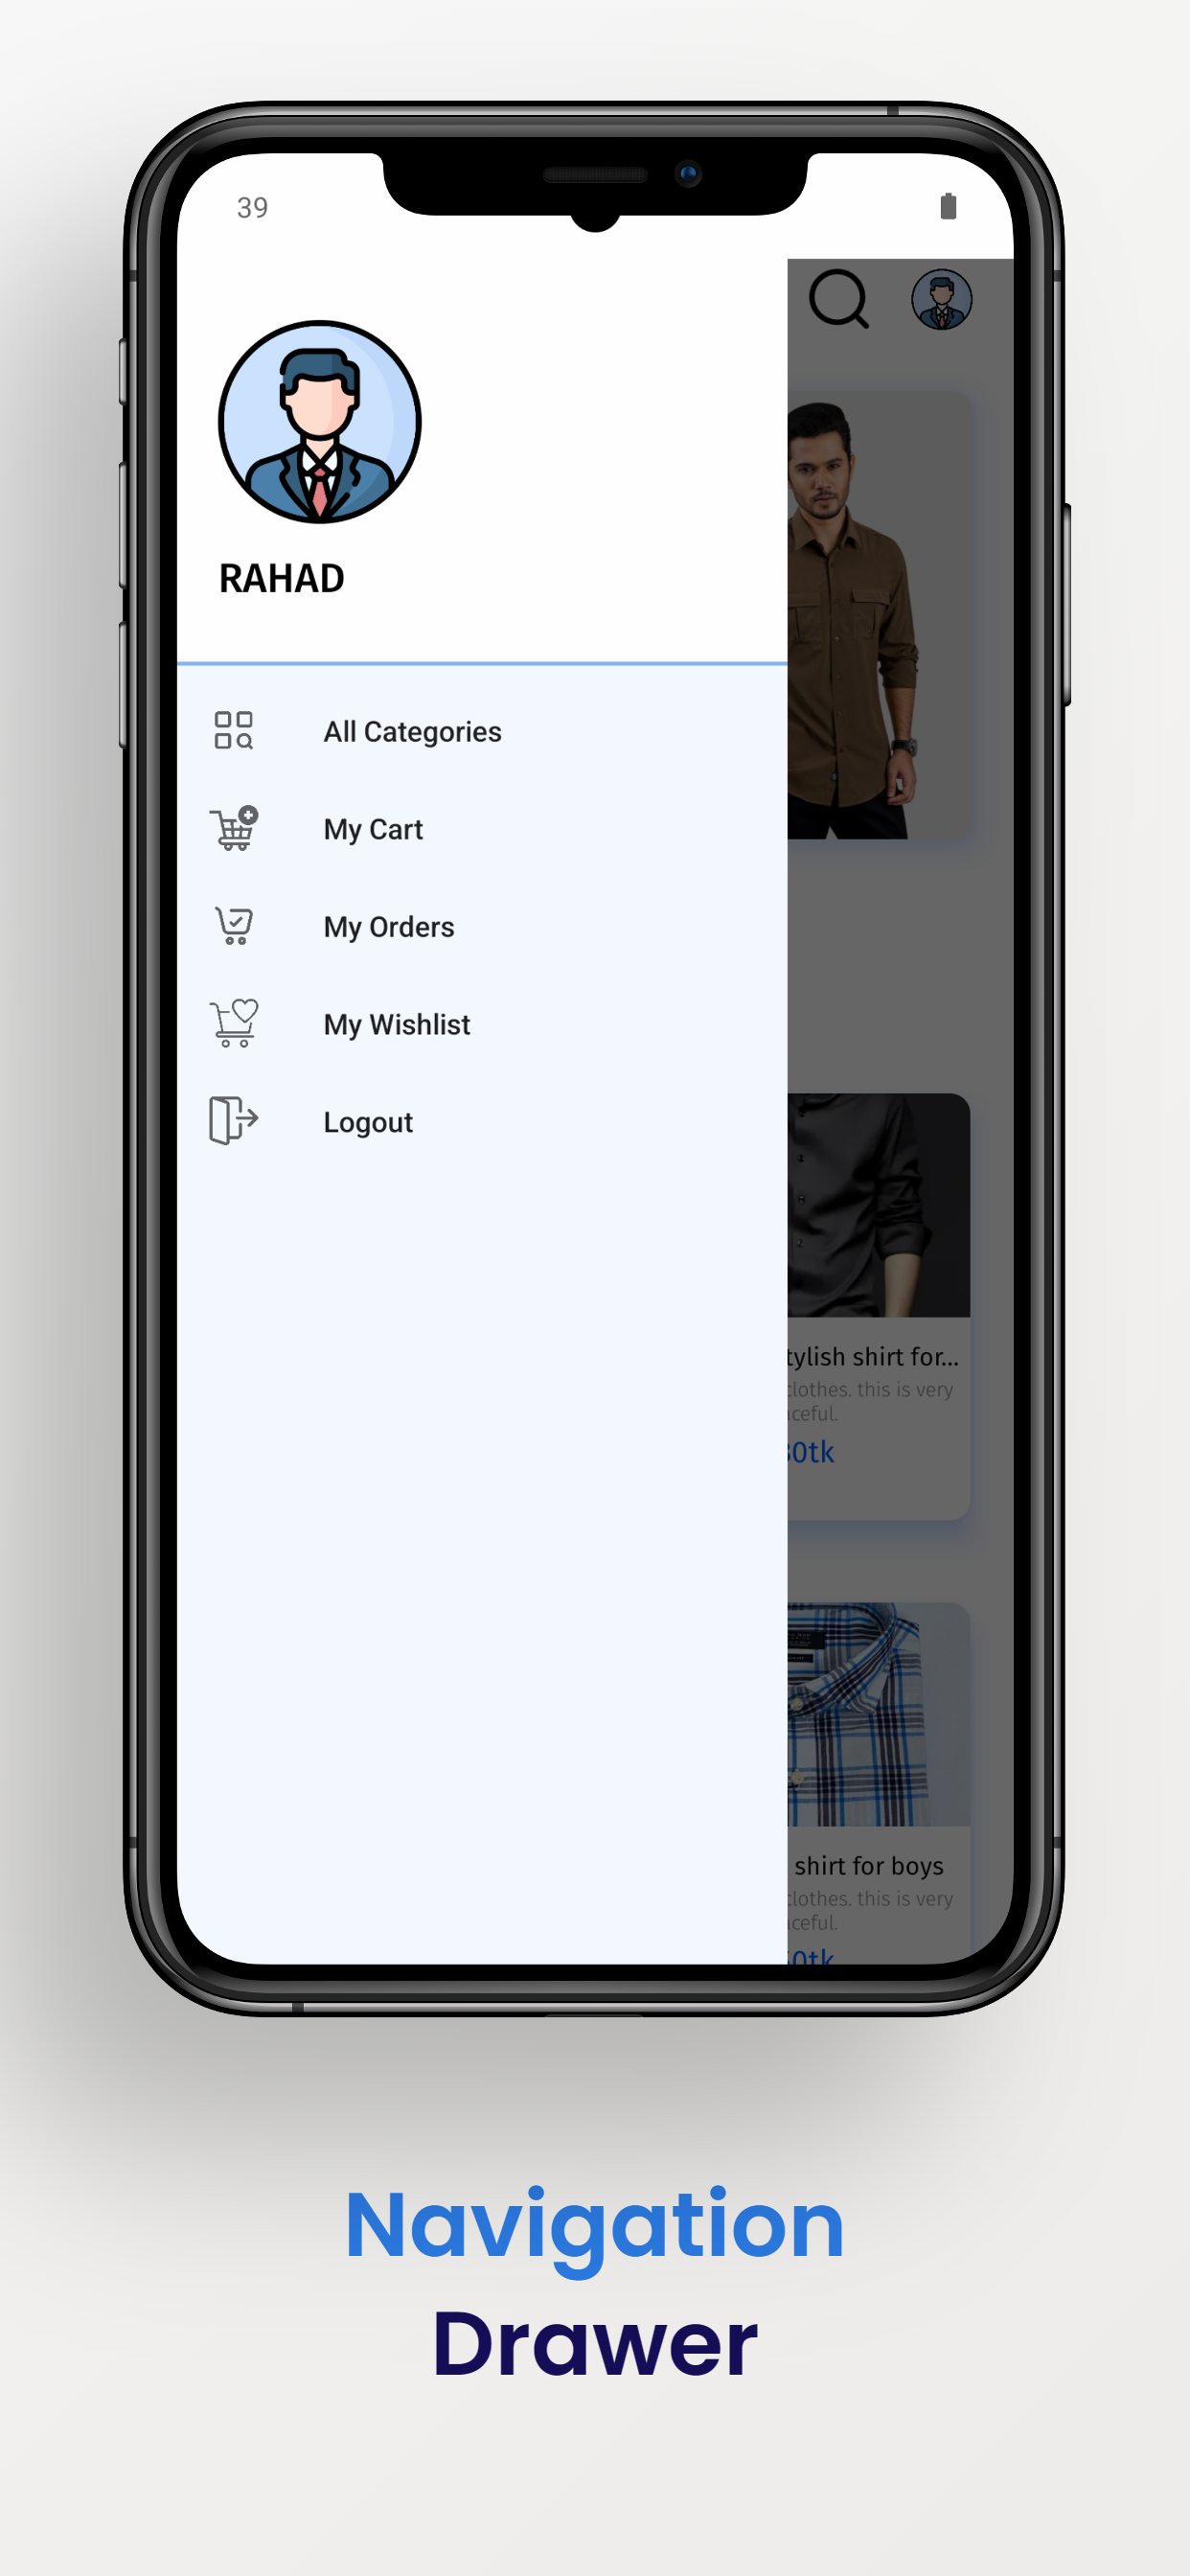 39
RAHAD
All Categories
My Cart
My Orders
My Wishlist
Logout
tylish shirt for...
clothes. this is very
ceful.
0tk
shirt for boys
clothes. this is very
ceful.
0tk
Navigation
Drawer